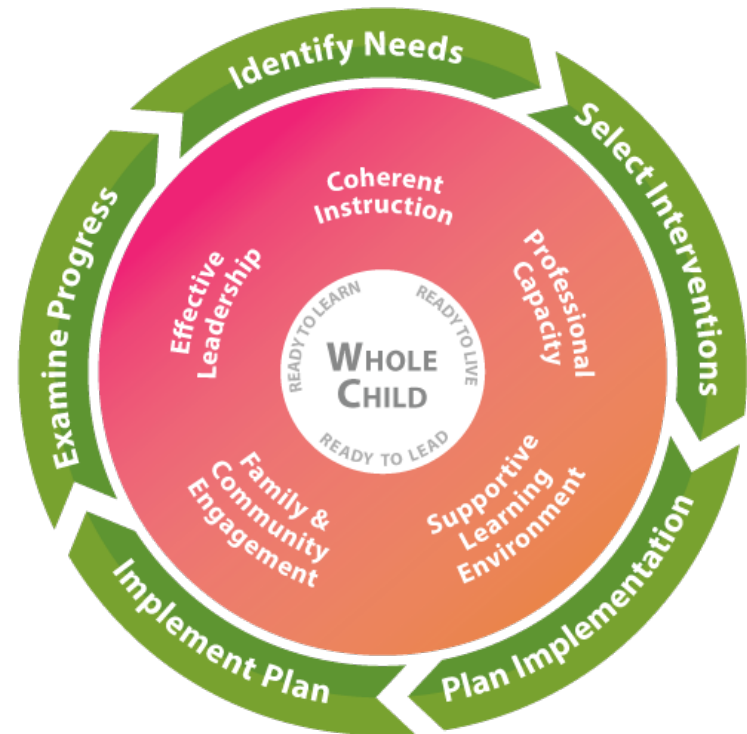 Identify Needs
Select Interventions
Plan Implementation
Implement Plan
Examine Progress
Coherent
Instruction
Professional
Capacity
Supportive
Learning
Environment
Family &
Community
Engagement
Effective
Leadership
READY TO LEARN
READY TO LIVE
READY TO LEAD
WHOLE
CHILD